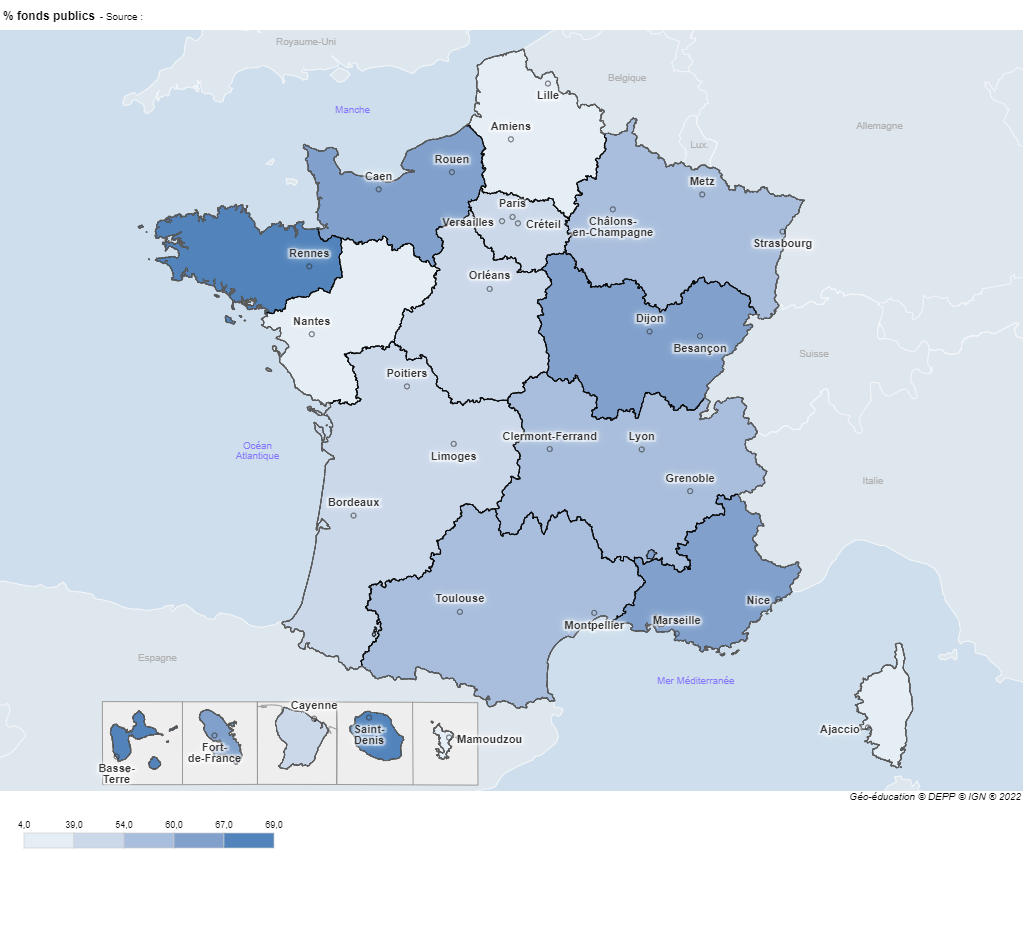 % fonds publics - Source :
Royaume-Uni
Belgique
Lille
Manche
Amiens
Allemagne
Lux.
Rouen
Caen
Metz
Paris
Versailles
Créteil
Châlons-
en-Champagne
Strasbourg
Rennes
Orléans
Nantes
Dijon
Besançon
Suisse
Poitiers
Océan
Atlantique
Clermont-Ferrand
Lyon
Limoges
Grenoble
Italie
Bordeaux
Toulouse
Nice
Montpellier
Marseille
Espagne
Mer Méditerranée
Cayenne
Saint-
Denis
Ajaccio
Mamoudzou
Fort-
de-France
Basse-
Terre
Géo-éducation © DEPP © IGN ® 2022
4,0 39,0 54,0 60,0 67,0 69,0